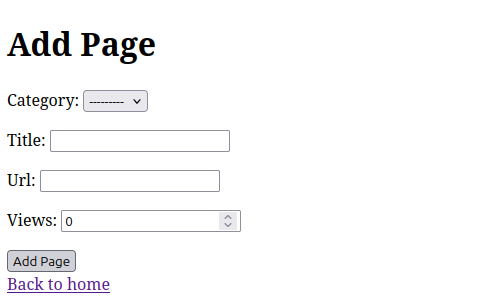 Add Page
Category: ---------
Title:
Url:
Views: 0
Add Page
Back to home